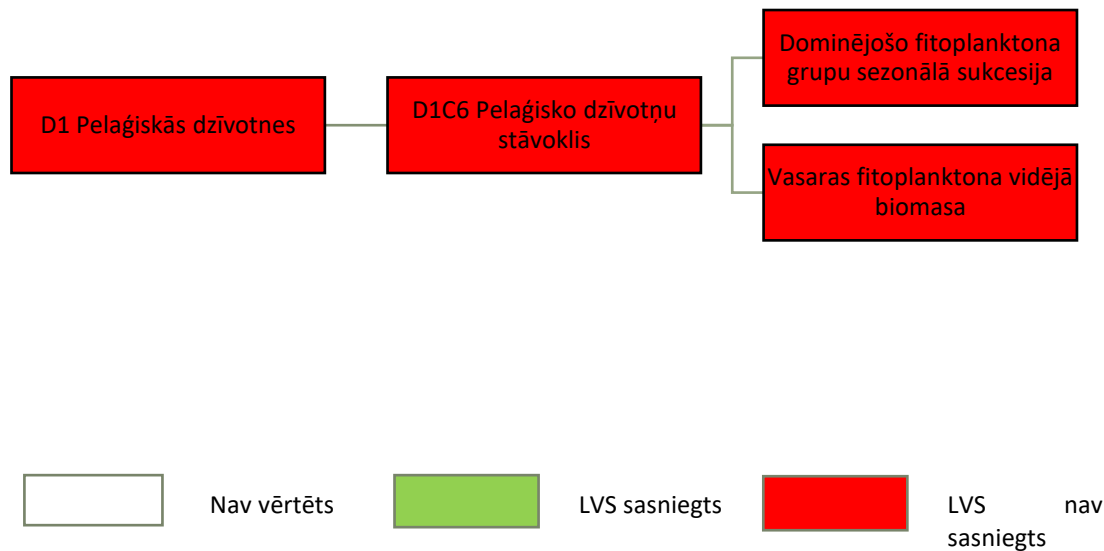 Dominējošo fitoplanktona
grupu sezonālā sukcesija
D1 Pelaģiskās dzīvotnes
D1C6 Pelaģisko dzīvotņu
stāvoklis
Vasaras fitoplanktona vidējā
biomasa
Nav vērtēts
LVS sasniegts
LVS nav
sasniegts